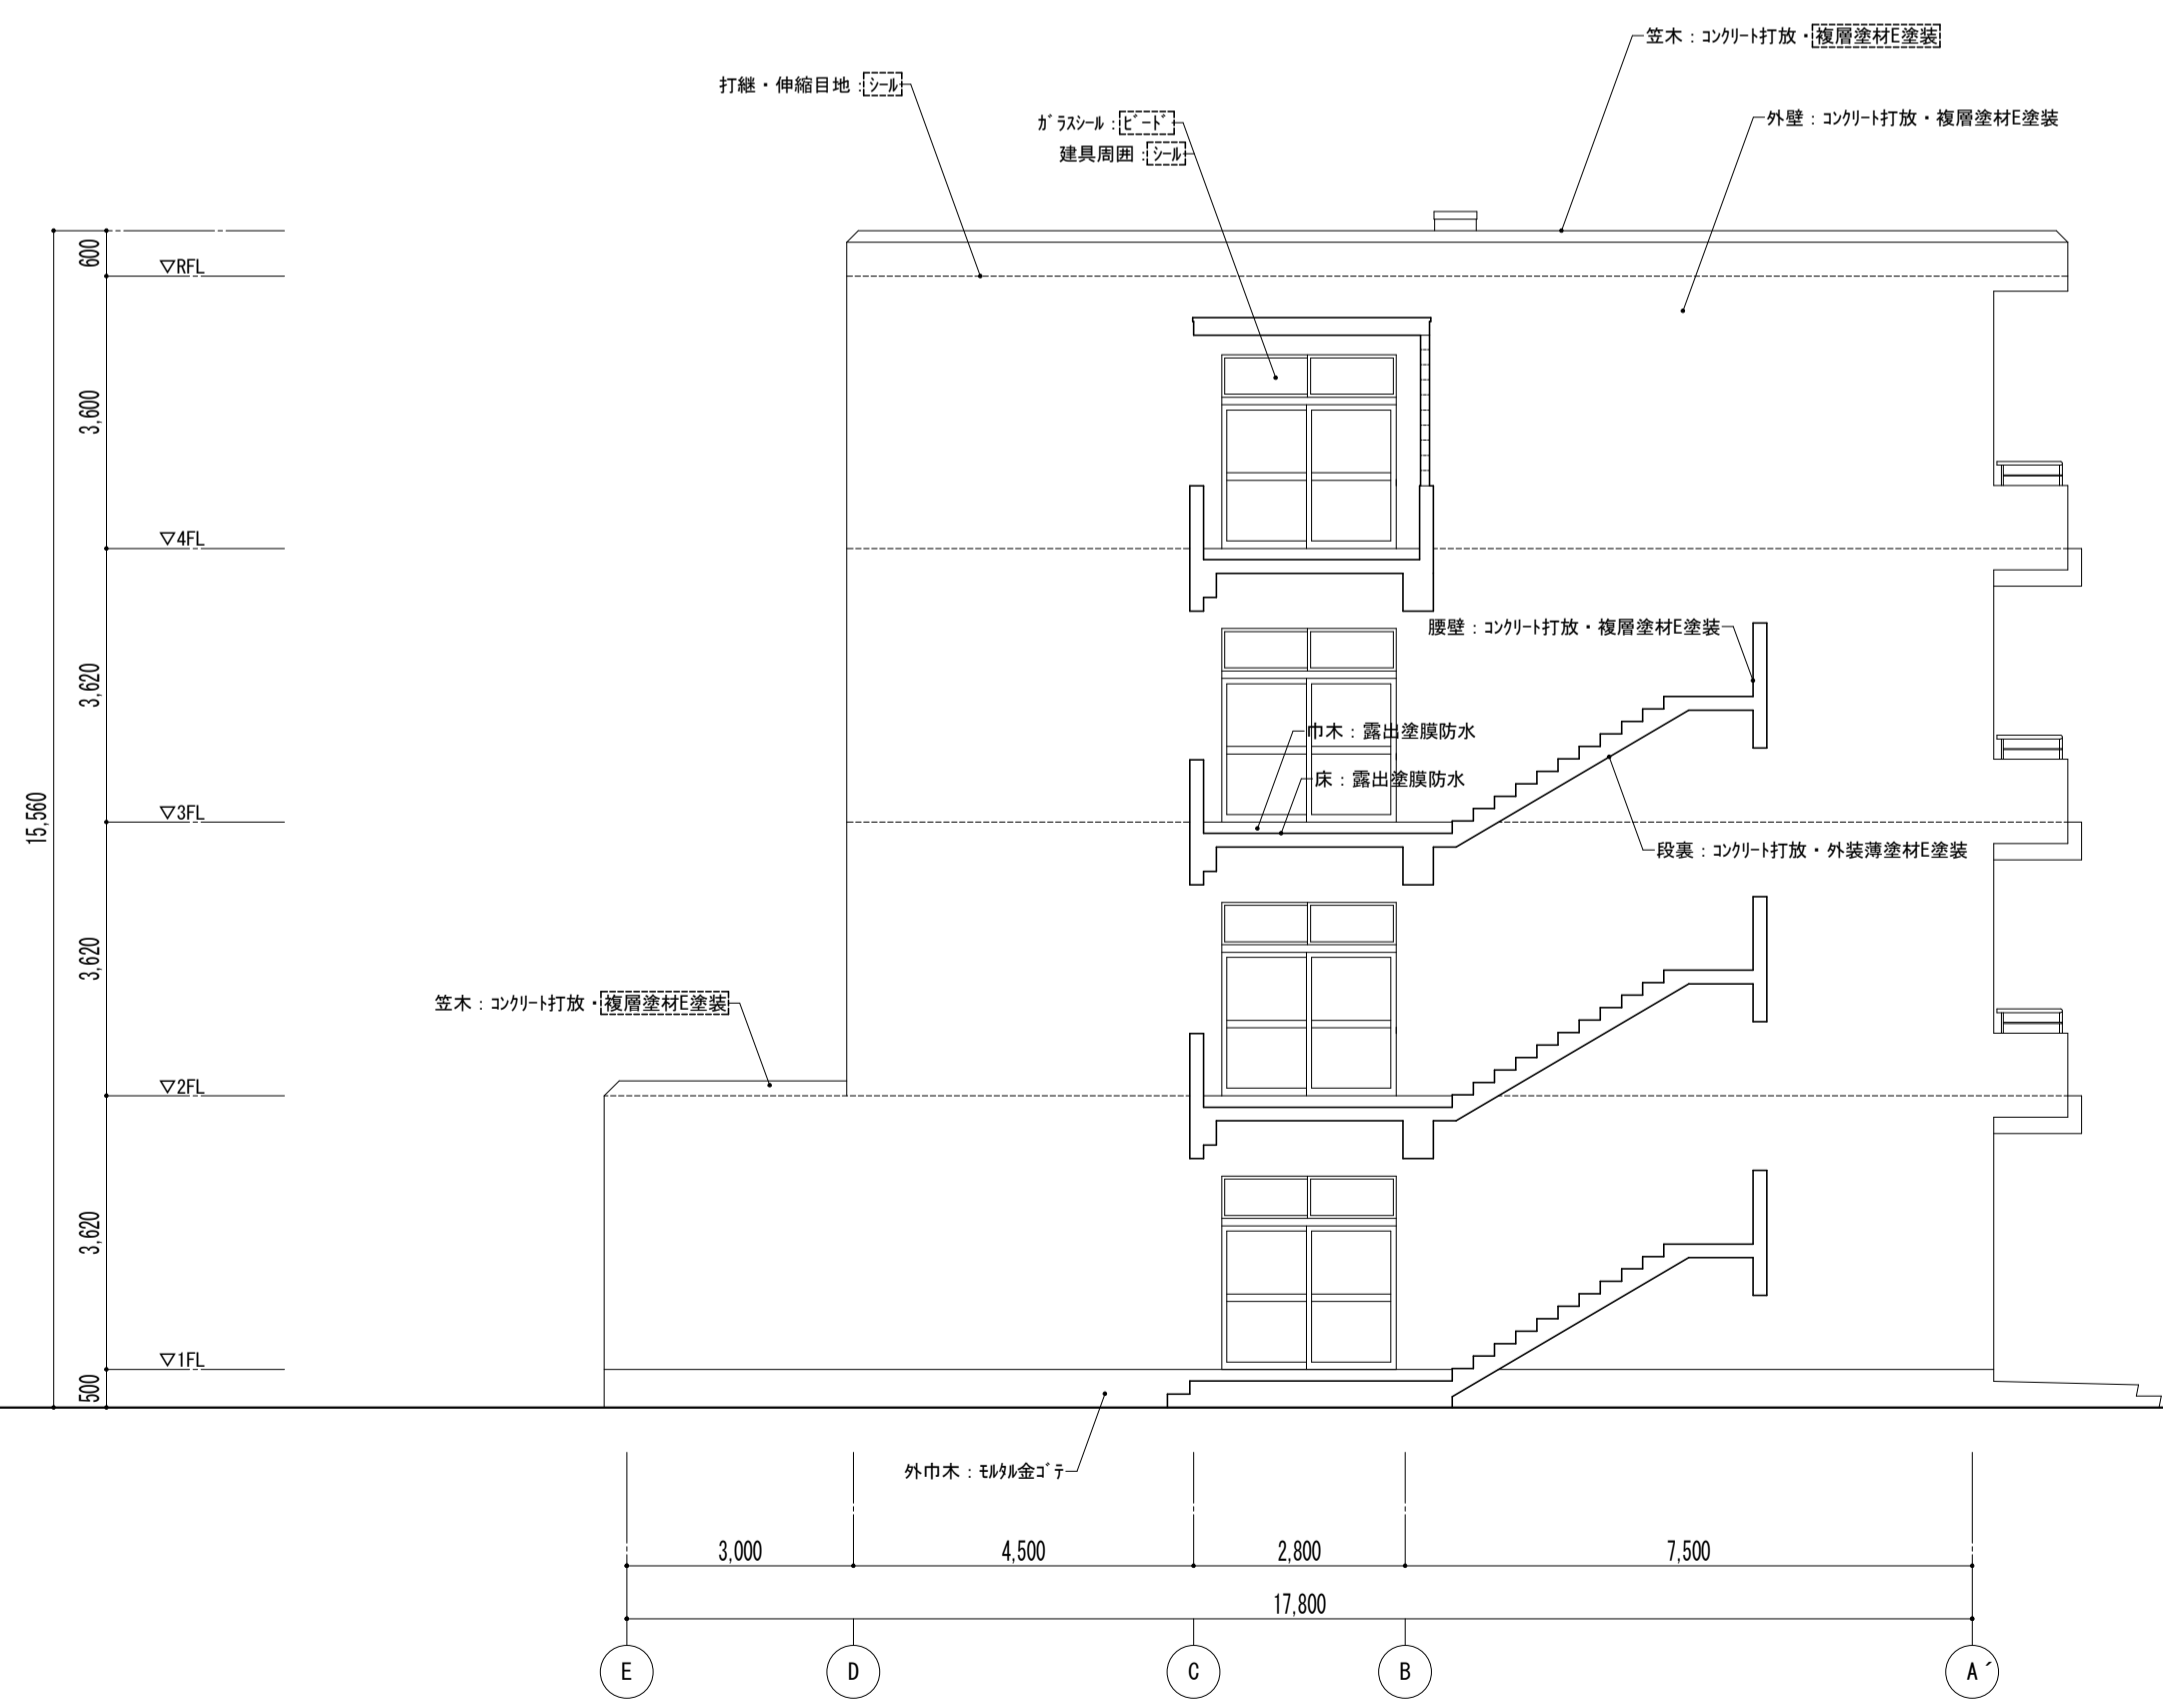 笠木：ｺﾝｸﾘｰﾄ打放・複層塗材E塗装
打継・伸縮目地：ｼｰﾙ
外壁：ｺﾝｸﾘｰﾄ打放・複層塗材E塗装
ｶﾞﾗｽｼｰﾙ：ﾋﾞｰﾄﾞ
建具周囲：ｼｰﾙ
600
▽RFL
3,600
▽4FL
腰壁：ｺﾝｸﾘｰﾄ打放・複層塗材E塗装
3,620
巾木：露出塗膜防水
床：露出塗膜防水
15,560
▽3FL
段裏：ｺﾝｸﾘｰﾄ打放・外装薄塗材E塗装
3,620
笠木：ｺﾝｸﾘｰﾄ打放・複層塗材E塗装
▽2FL
3,620
▽1FL
500
外巾木：ﾓﾙﾀﾙ金ｺﾞﾃ
3,000 4,500 2,800 7,500
17,800
E D C B A´